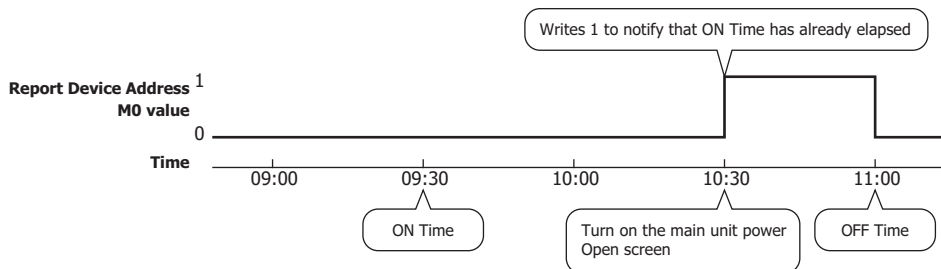 Writes 1 to notify that ON Time has already elapsed
Report Device Address
M0 value
1
0
Time
09:00 09:30 10:00 10:30 11:00
ON Time
Turn on the main unit power
Open screen
OFF Time